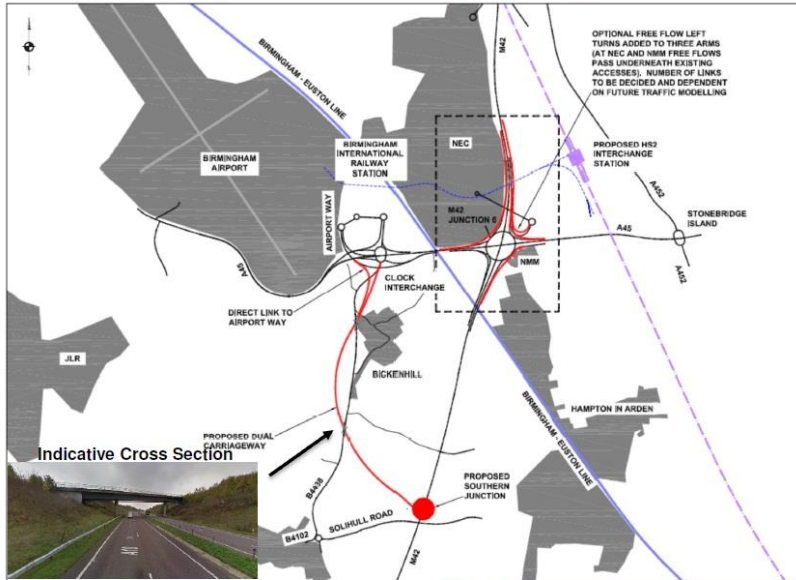 M42
OPTIONAL FREE FLOW LEFT
TURNS ADDED TO THREE ARMS
(AT NEC AND NMM FREE FLOWS
PASS UNDERNEATH EXISTING
ACCESSES), NUMBER OF LINKS
TO BE DECIDED AND DEPENDENT
ON FUTURE TRAFFIC MODELLING
BIRMINGHAM - EUSTON LINE
NEC
BIRMINGHAM
INTERNATIONAL
RAILWAY
STATION
PROPOSED HS2
INTERCHANGE
STATION
BIRMINGHAM
AIRPORT
A452
AIRPORT WAY
M42
JUNCTION 6
STONEBRIDGE
ISLAND
A45
A45
NMM
A452
CLOCK
INTERCHANGE
DIRECT LINK TO
AIRPORT WAY
JLR
BICKENHILL
HAMPTON IN ARDEN
PROPOSED DUAL
CARRIAGEWAY
BIRMINGHAM - EUSTON LINE
Indicative Cross Section
PROPOSED
SOUTHERN
JUNCTION
B4438
SOLIHULL ROAD
B4102
M42
A10